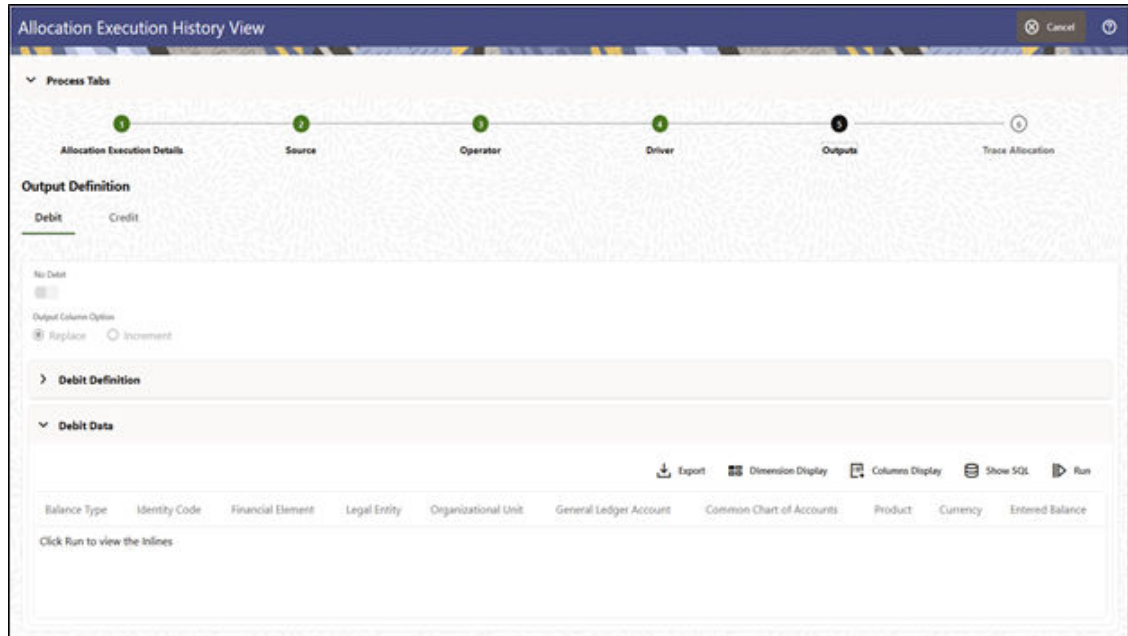 Allocation Execution History View
Cancel
Process Tabs
1 2 3 4 5 6
Allocation Execution Details Source Operator Driver Outputs Trace Allocation
Output Definition
Debit Credit
No Debit
Output Column Option
Replace Increment
Debit Definition
Debit Data
Export Dimension Display Columns Display Show SQL Run
Balance Type Identity Code Financial Element Legal Entity Organizational Unit General Ledger Account Common Chart of Accounts Product Currency Entered Balance
Click Run to view the Inlines